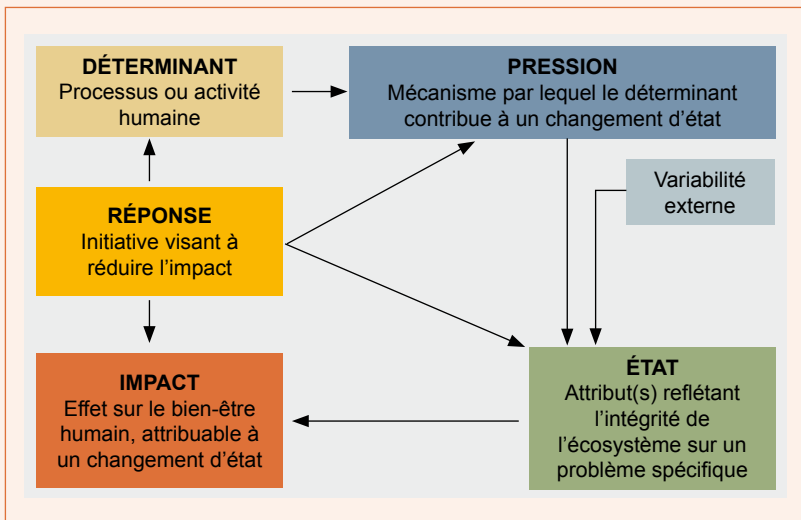 DÉTERMINANT
Processus ou activité
humaine
PRESSION
Mécanisme par lequel le déterminant
contribue à un changement d’état
Variabilité
externe
RÉPONSE
Initiative visant à
réduire l’impact
IMPACT
Effet sur le bien-être
humain, attribuable à
un changement d’état
ÉTAT
Attribut(s) reflétant
l’intégrité de
l’écosystème sur un
problème spécifique